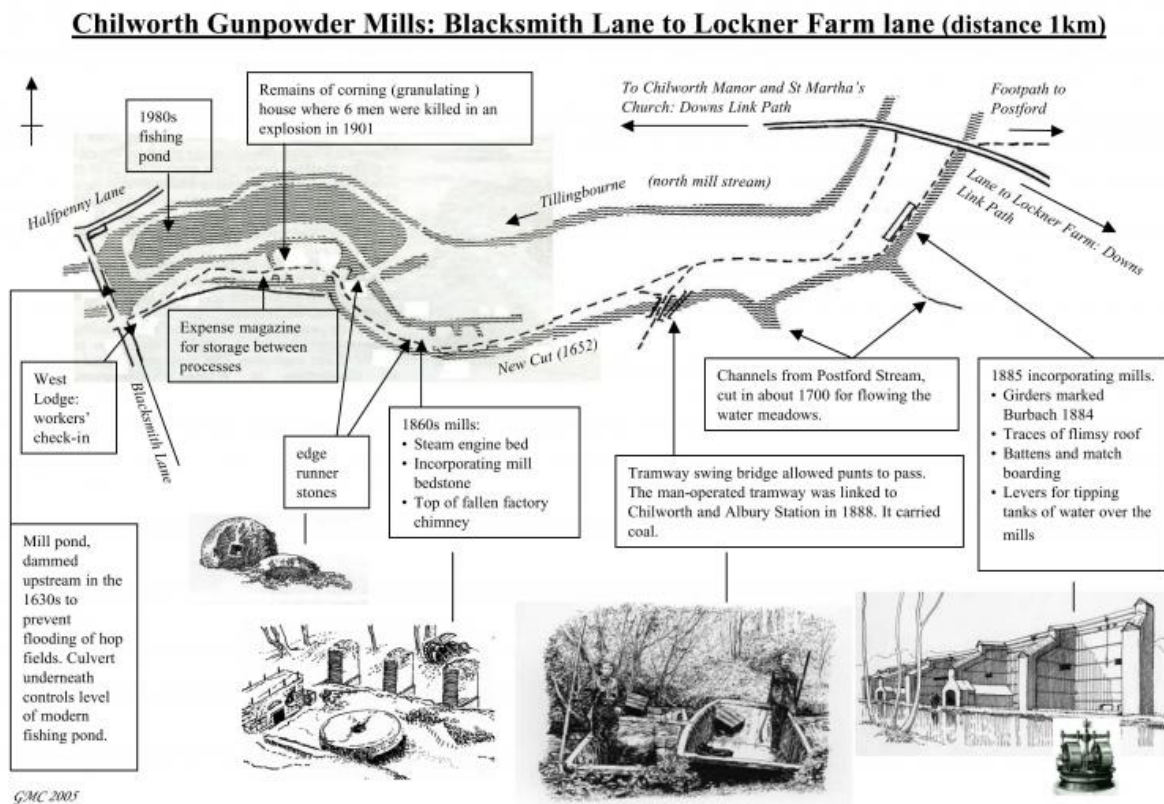 Chilworth Gunpowder Mills: Blacksmith Lane to Lockner Farm lane (distance 1km)
Remains of corning (granulating )
house where 6 men were killed in an
explosion in 1901
To Chilworth Manor and St Martha's
Church: Downs Link Path
Footpath to
Postford
1980s
fishing
pond
Halfpenny Lane
Tillingbourne (north mill stream)
Lane to Lockner Farm: Downs
Link Path
Expense magazine
for storage between
processes
New Cut (1652)
West
Lodge:
workers'
check-in
Blacksmith Lane
edge
runner
stones
1860s mills:
• Steam engine bed
• Incorporating mill
bedstone
• Top of fallen factory
chimney
Channels from Postford Stream,
cut in about 1700 for flowing the
water meadows.
Tramway swing bridge allowed punts to pass.
The man-operated tramway was linked to
Chilworth and Albury Station in 1888. It carried
coal.
1885 incorporating mills.
• Girders marked
Burbach 1884
• Traces of flimsy roof
• Battens and match
boarding
• Levers for tipping
tanks of water over the
mills
Mill pond,
dammed
upstream in the
1630s to
prevent
flooding of hop
fields. Culvert
underneath
controls level
of modern
fishing pond.
GMC 2005